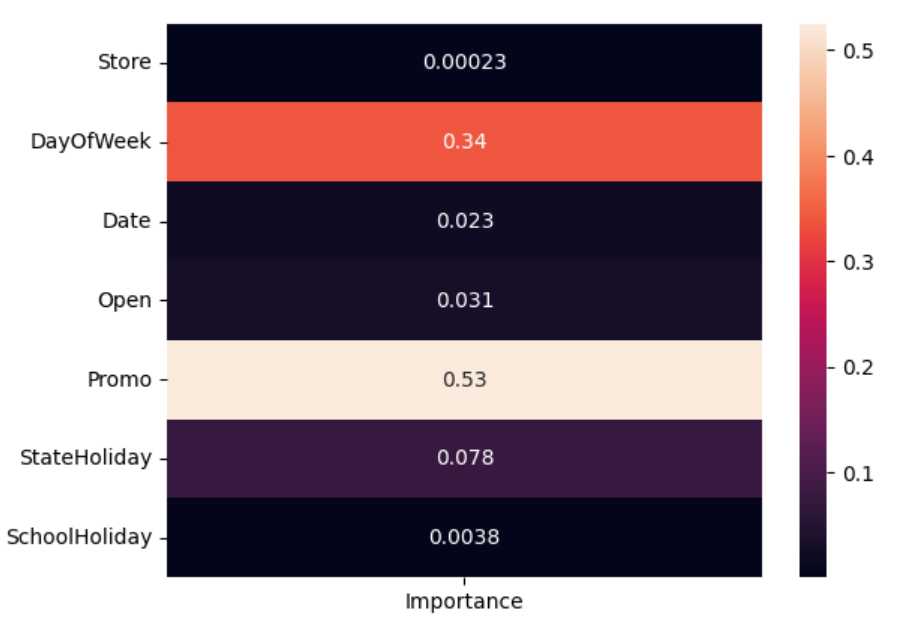 Store 0.00023
DayOfWeek 0.34
Date 0.023
Open 0.031
Promo 0.53
StateHoliday 0.078
SchoolHoliday 0.0038
Importance
0.5
0.4
0.3
0.2
0.1